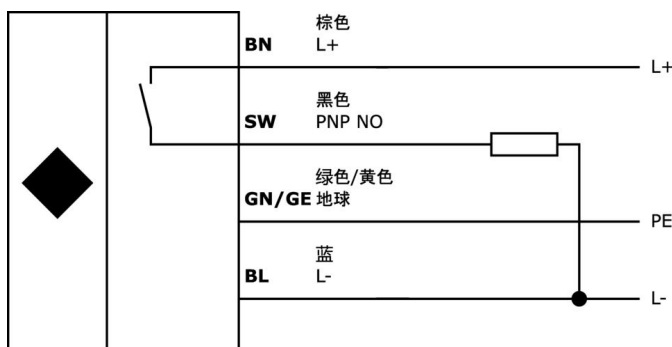 棕色
BN L+
L+
黑色
SW PNP NO
绿色/黄色
GN/GE 地球
PE
蓝
BL L-
L-